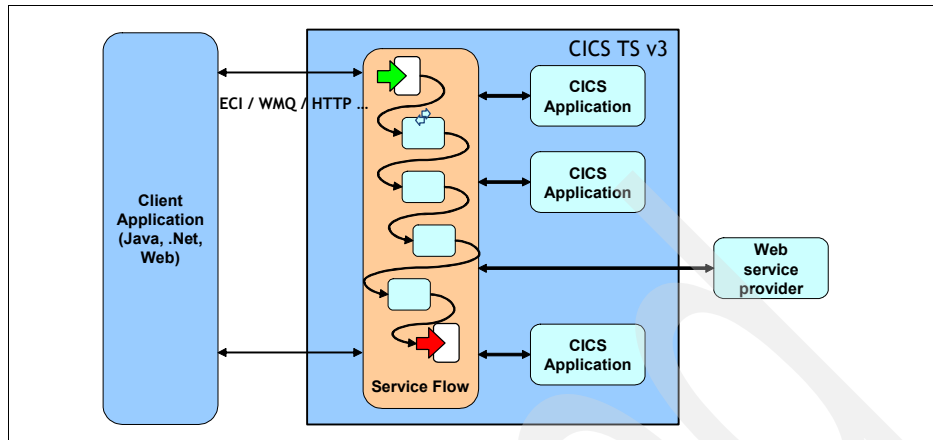 CICS TS v3
ECI / WMQ / HTTP ...
CICS
Application
CICS
Application
Client
Application
(Java, .Net,
Web)
Web
service
provider
CICS
Application
Service Flow